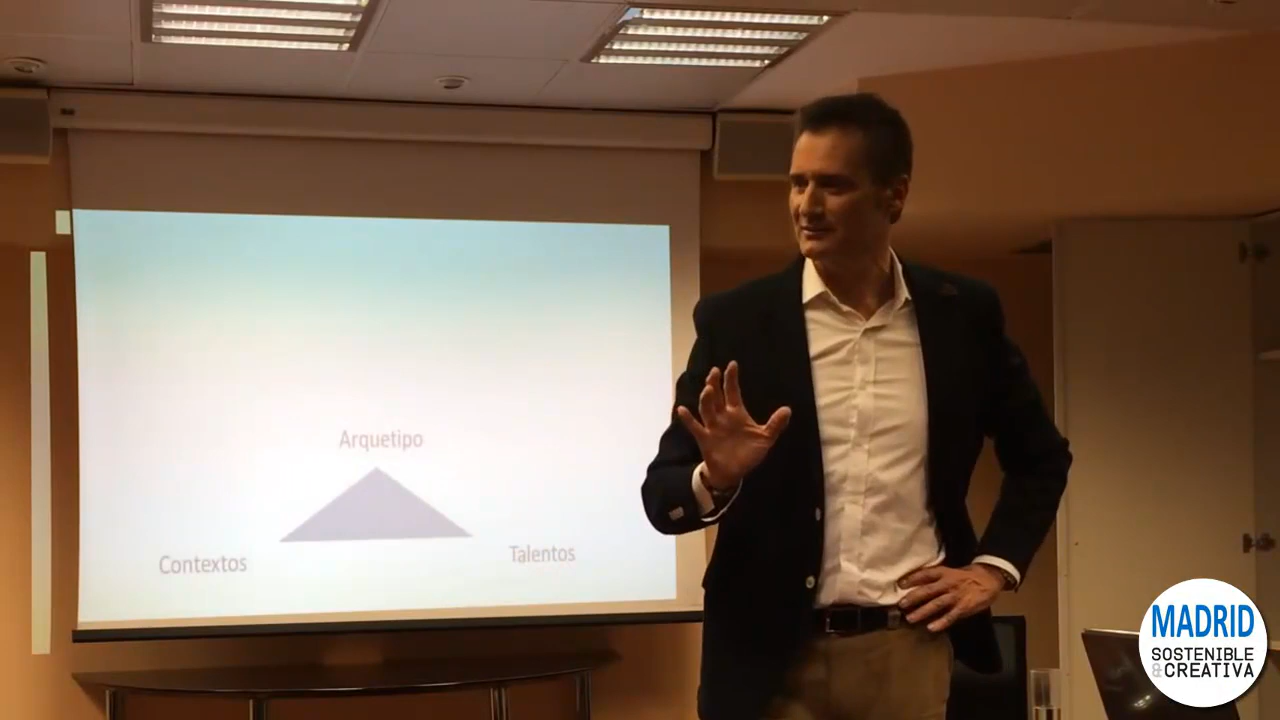 Arquetipo
Contextos
Talentos
MADRID
SOSTENIBLE
&CREATIVA